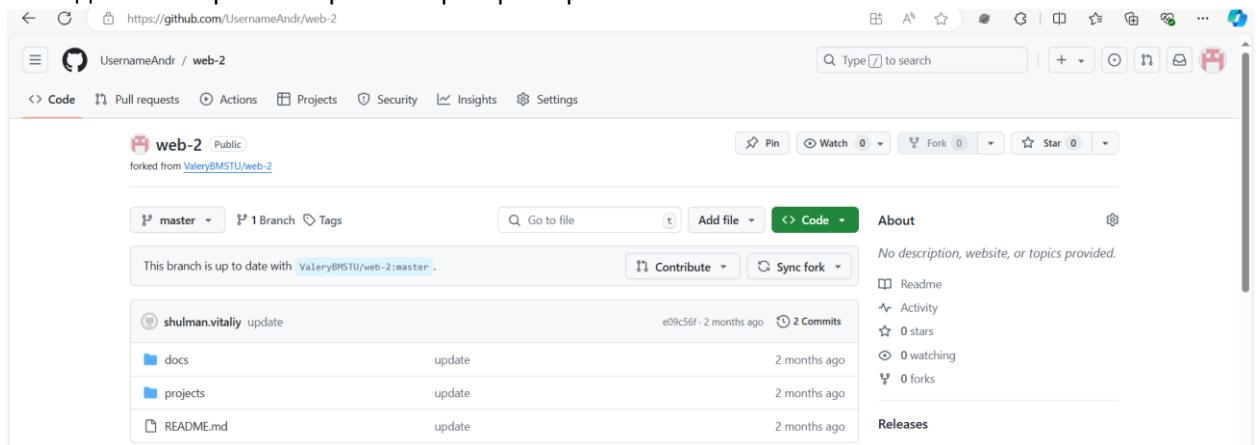 https://github.com/UsernameAndr/web-2
UsernameAndr / web-2
Type / to search
<> Code Pull requests Actions Projects Security Insights Settings
web-2 Public
Pin Watch 0 Fork 0 Star 0
forked from ValeryBMSTU/web-2
master 1 Branch Tags Go to file t Add file <> Code
About
No description, website, or topics provided.
This branch is up to date with ValeryBMSTU/web-2:master . Contribute Sync fork
Readme
Activity
0 stars
0 watching
0 forks
shulman.vitaliy update e09c56f · 2 months ago 2 Commits
docs update 2 months ago
projects update 2 months ago
README.md update 2 months ago
Releases